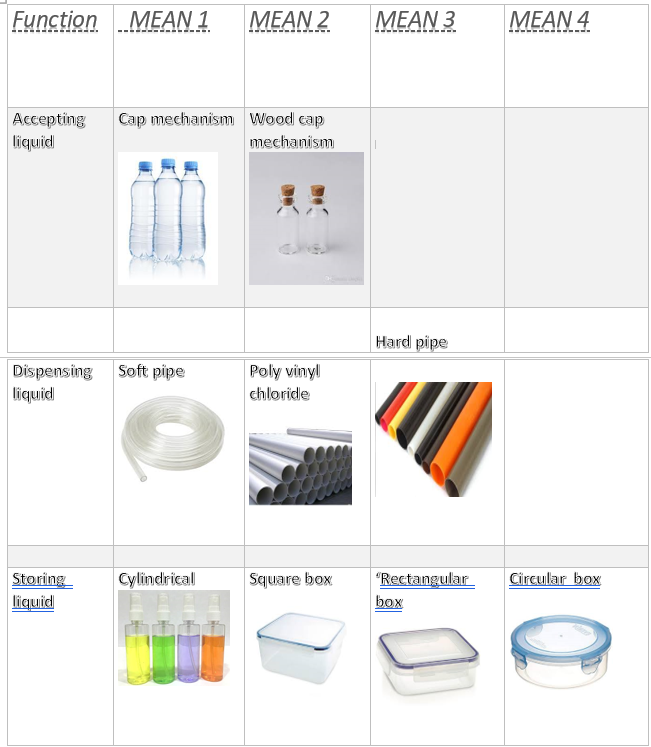 Function MEAN 1 MEAN 2 MEAN 3 MEAN 4
Accepting liquid
Cap mechanism
Wood cap mechanism
Hard pipe
Dispensing liquid
Soft pipe
Poly vinyl chloride
Storing liquid
Cylindrical
Square box
‘Rectangular box
Circular box